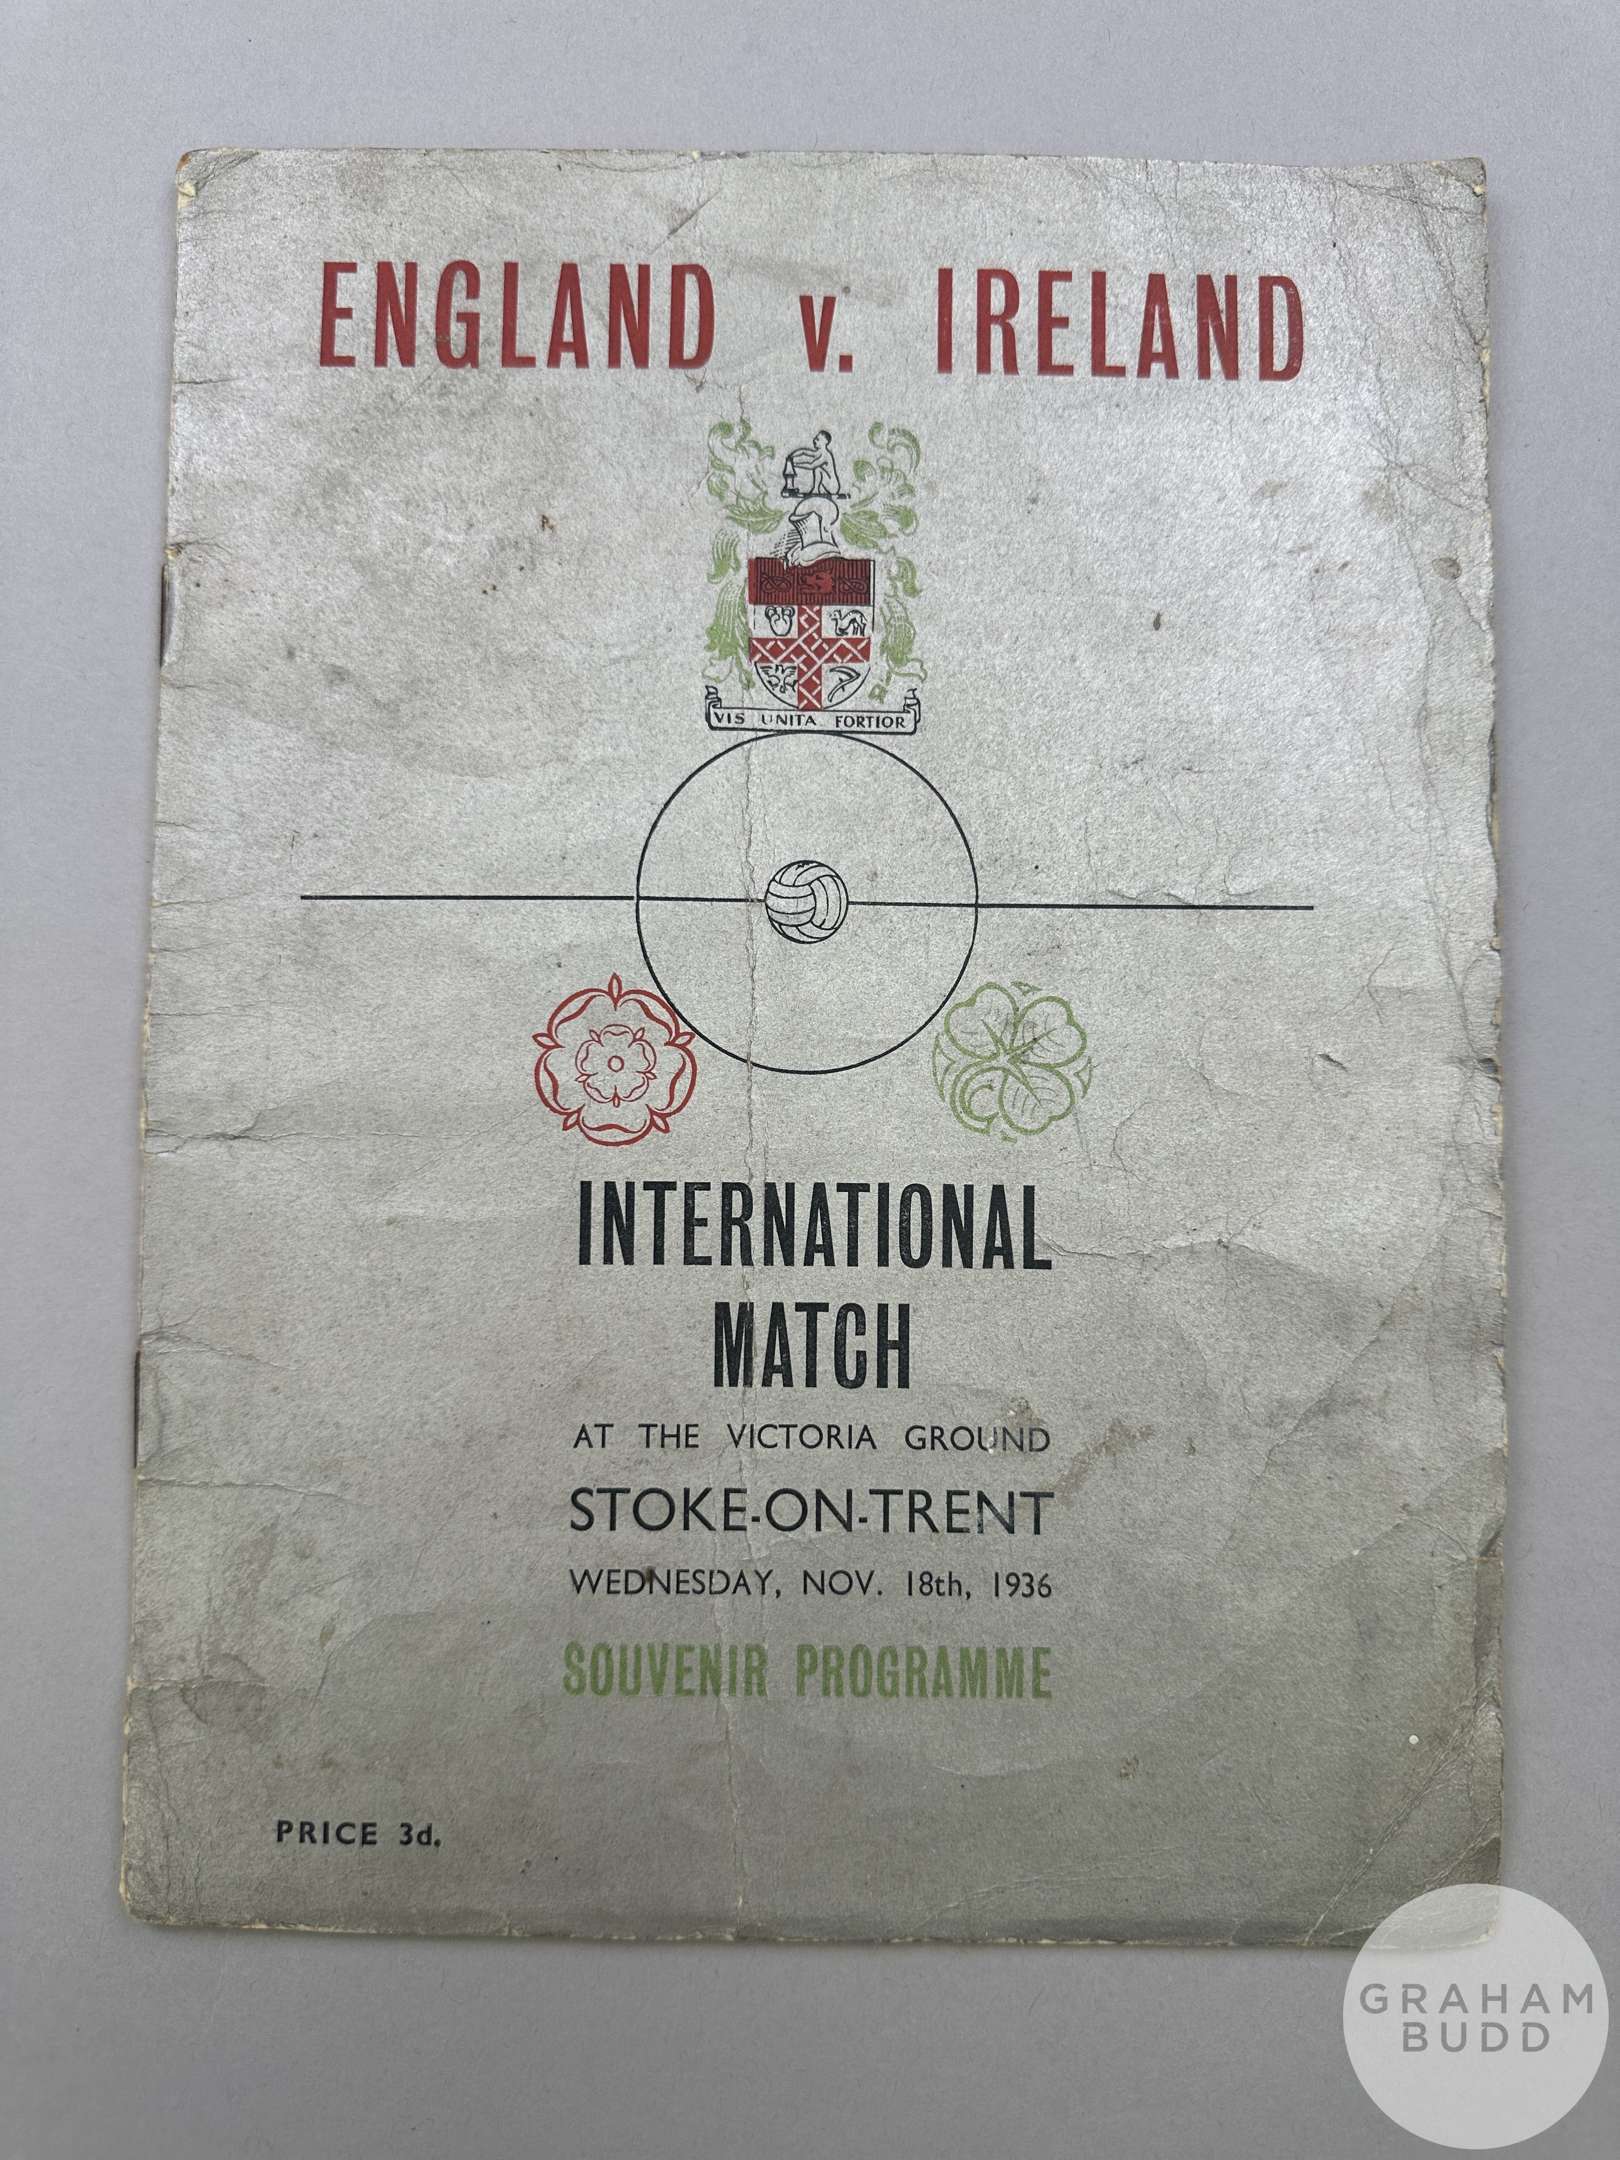 ENGLAND v. IRELAND
VIS UNITA FORTIOR
INTERNATIONAL
MATCH
AT THE VICTORIA GROUND
STOKE-ON-TRENT
WEDNESDAY, NOV. 18th, 1936
SOUVENIR PROGRAMME
PRICE 3d.
GRAHAM
BUDD